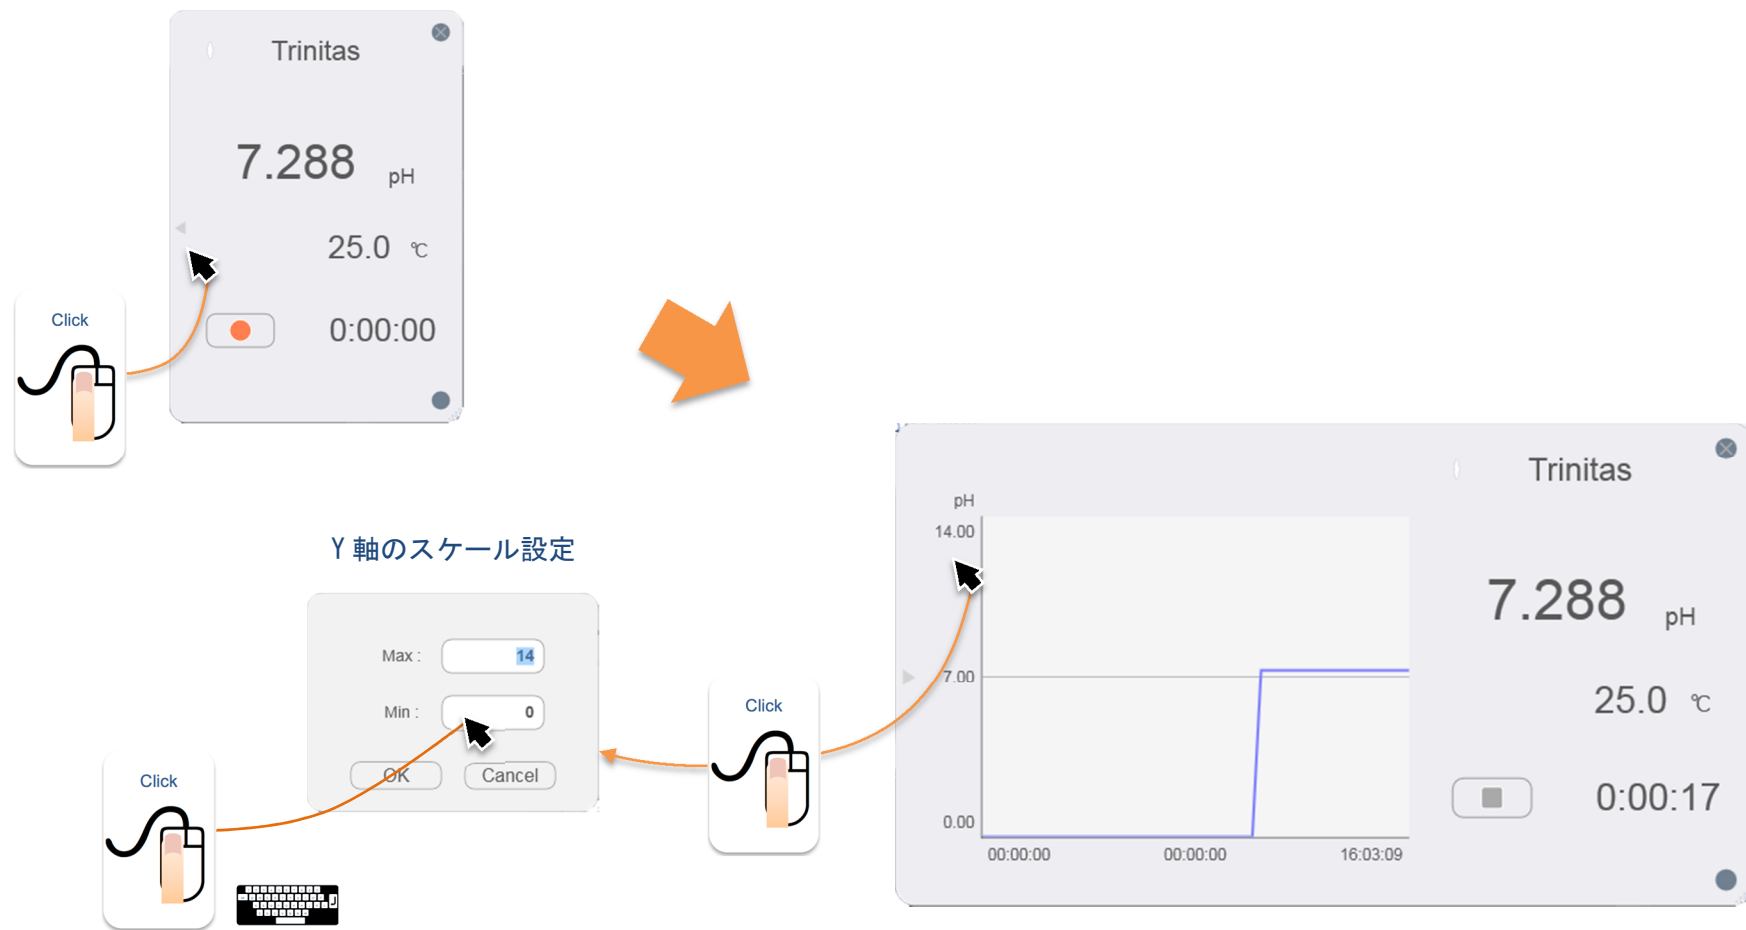 Trinitas
7.288 pH
25.0 ℃
0:00:00
Click
Y 軸のスケール設定
Max : 14
Min : 0
OK Cancel
Click
Click
Trinitas
pH
14.00
7.00
0.00
00:00:00 00:00:00 16:03:09
7.288 pH
25.0 ℃
0:00:17